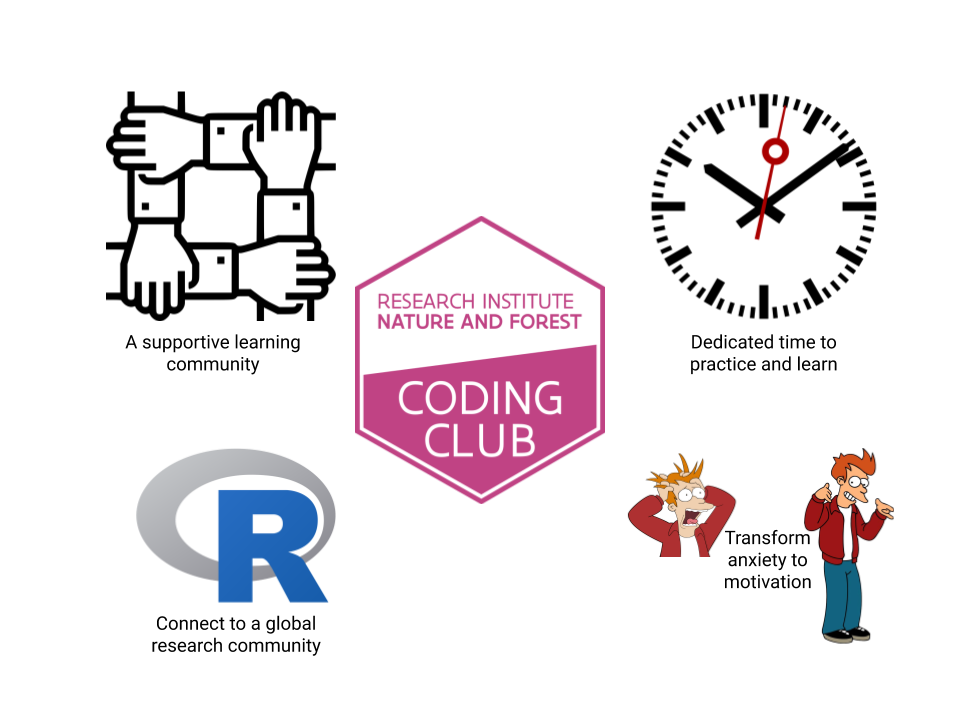 A supportive learning
community
Dedicated time to
practice and learn
RESEARCH INSTITUTE
NATURE AND FOREST
CODING
CLUB
R
Connect to a global
research community
Transform
anxiety to
motivation